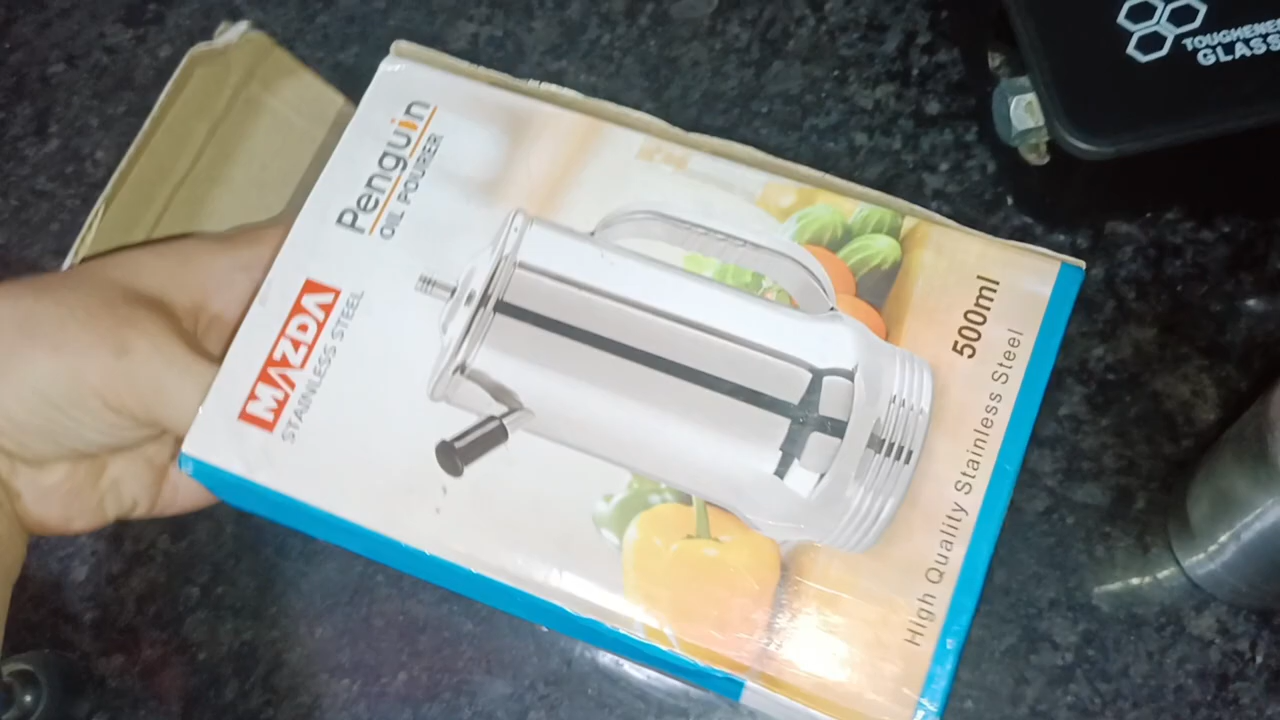 Penguin
OIL POURER
MAZDA
STAINLESS STEEL
500ml
High Quality Stainless Steel
TOUGHENED
GLASS